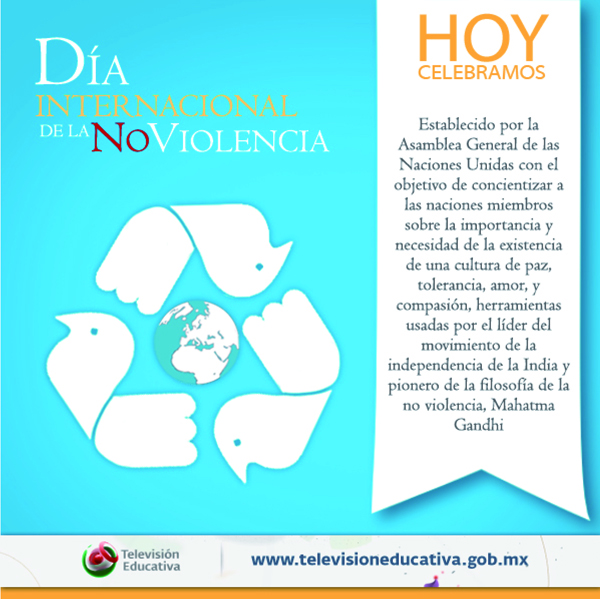 DÍA
INTERNACIONAL
DE LA NOVIOLENCIA
HOY
CELEBRAMOS
Establecido por la
Asamblea General de las
Naciones Unidas con el
objetivo de concientizar a
las naciones miembros
sobre la importancia y
necesidad de la existencia
de una cultura de paz,
tolerancia, amor, y
compasión, herramientas
usadas por el líder del
movimiento de la
independencia de la India y
pionero de la filosofía de la
no violencia, Mahatma
Gandhi
Televisión
Educativa
www.televisioneducativa.gob.mx